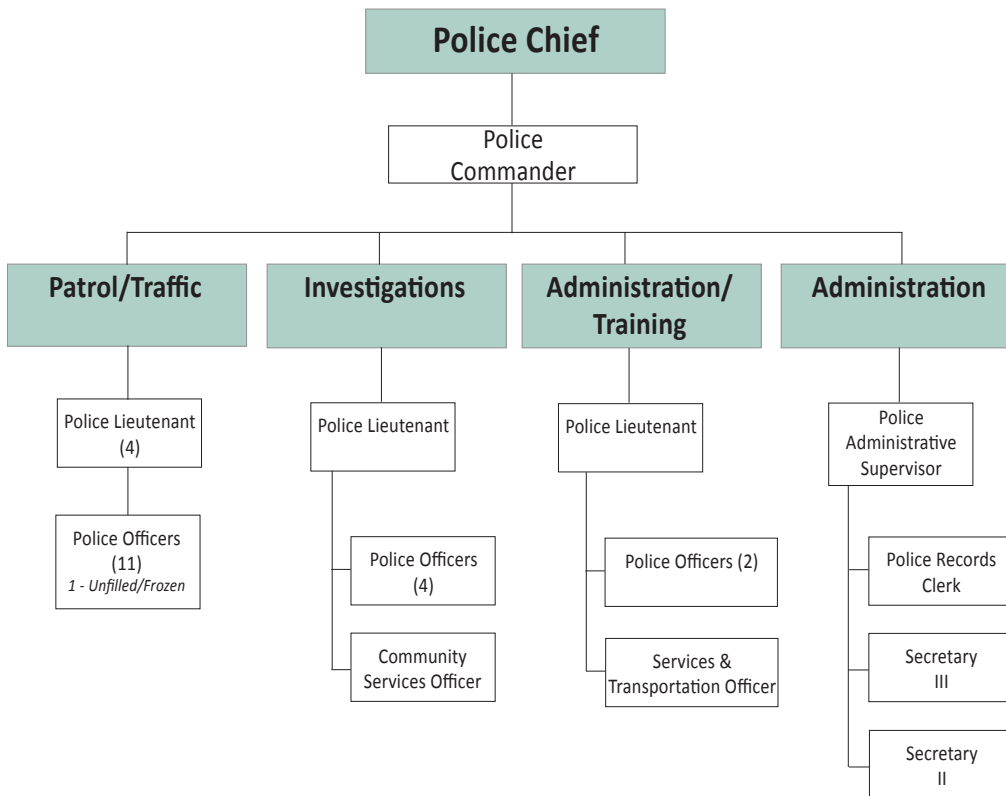 Police Chief
Police
Commander
Patrol/Traffic
Investigations
Administration/
Training
Administration
Police Lieutenant
(4)
Police Officers
(11)
1 - Unfilled/Frozen
Police Lieutenant
Police Officers
(4)
Community
Services Officer
Police Lieutenant
Police Officers (2)
Services &
Transportation Officer
Police
Administrative
Supervisor
Police Records
Clerk
Secretary
III
Secretary
II